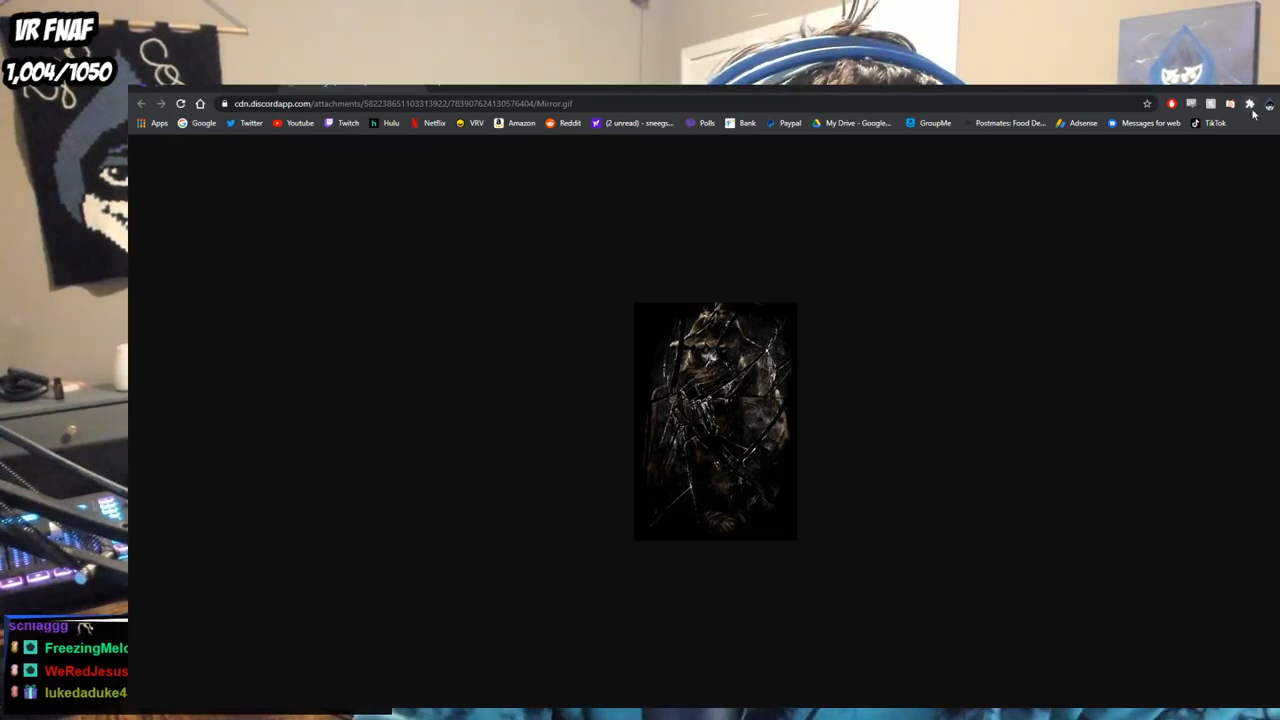 VR FNAF
1,004/1050
cdn.discordapp.com/attachments/582238651103313922/783907624130576404/Mirror.gif
Apps Google Twitter Youtube Twitch Hulu Netflix VRV Amazon Reddit (2 unread) - sneegs... Polls Bank Paypal My Drive - Google... GroupMe Postmates: Food De... Adsense Messages for web TikTok
schiaggg
FreezingMelo
WeRedJesus
lukedaduke4